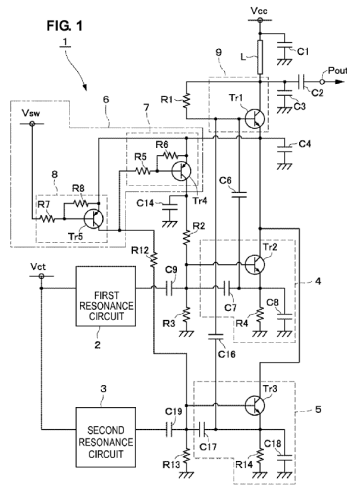 FIG. 1
1
Vcc
L
C1
9
Pout
C2
R1
Tr1
C3
6
7
Vsw
R6
C4
8
R5
Tr4
R8
C14
C6
R7
Tr5
R2
R12
Tr2
Vct
C9
4
FIRST
RESONANCE
CIRCUIT
C7
C8
R3
R4
2
C16
3
Tr3
SECOND
RESONANCE
CIRCUIT
C19
5
C17
C18
R13
R14